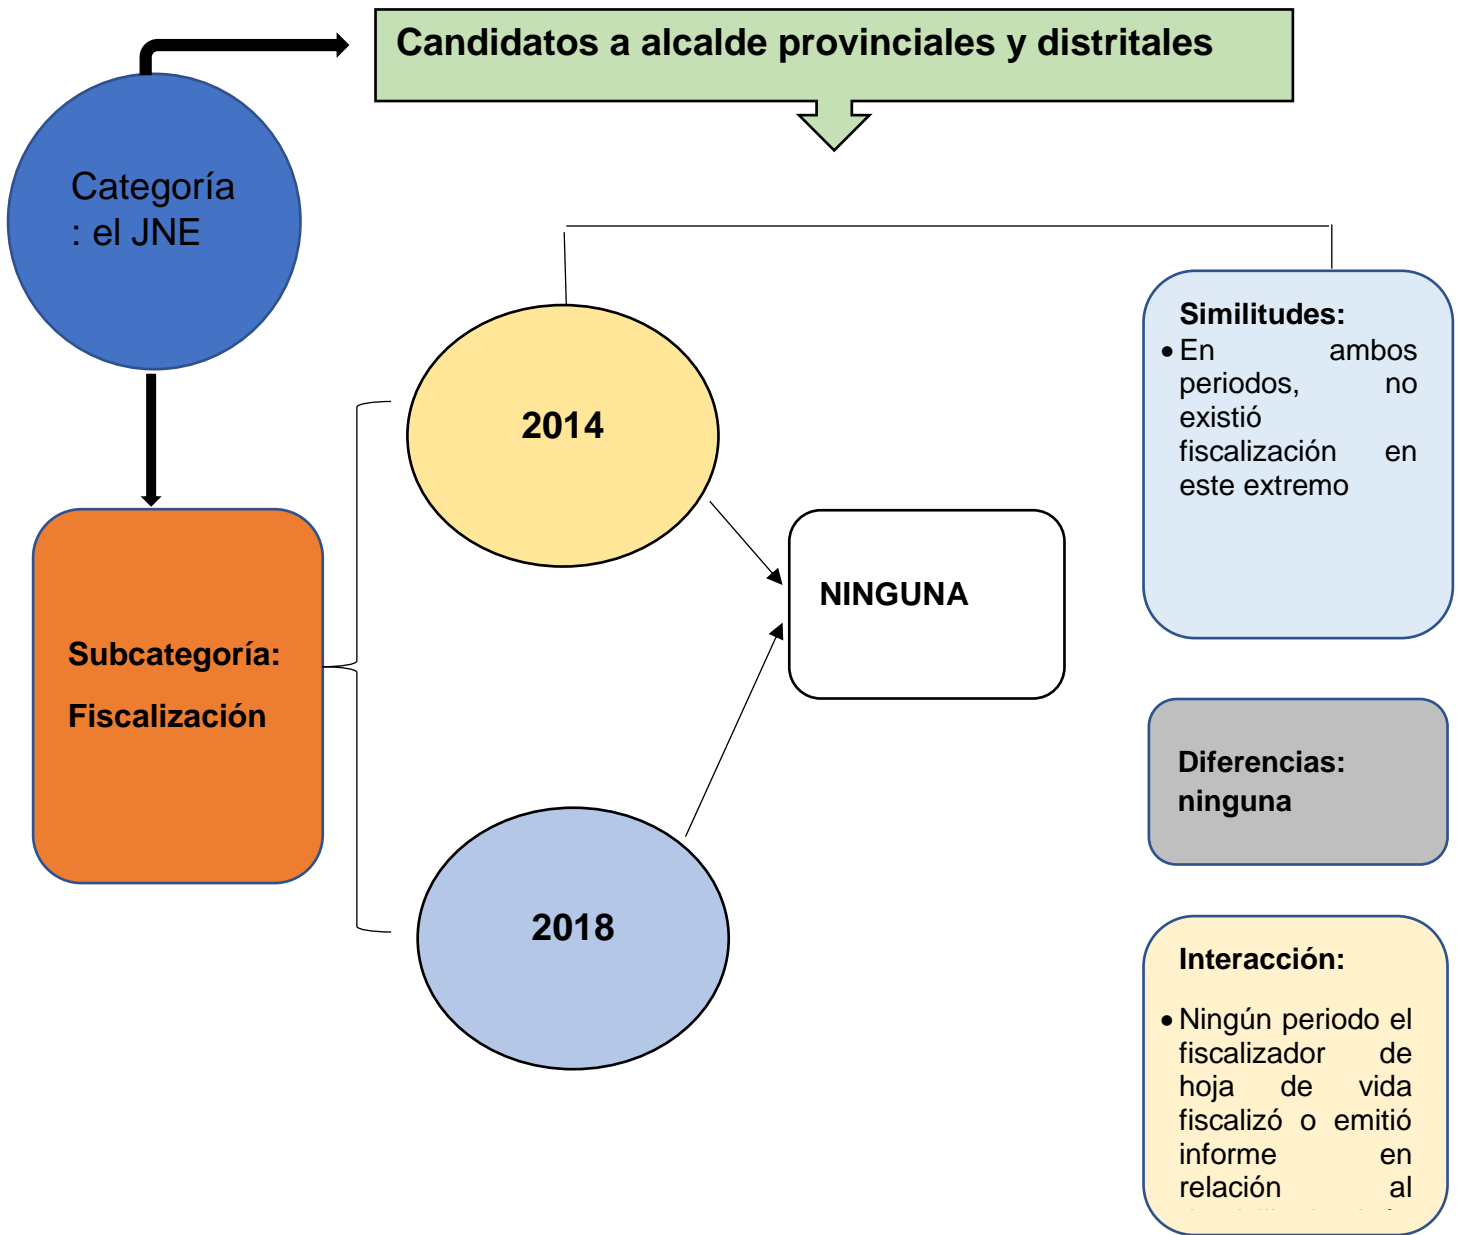 Candidatos a alcalde provinciales y distritales
Categoría
: el JNE
Subcategoría:
Fiscalización
2014
2018
NINGUNA
Similitudes:
• En ambos
periodos, no
existió
fiscalización en
este extremo
Diferencias:
ninguna
Interacción:
• Ningún periodo el
fiscalizador de
hoja de vida
fiscalizó o emitió
informe en
relación al